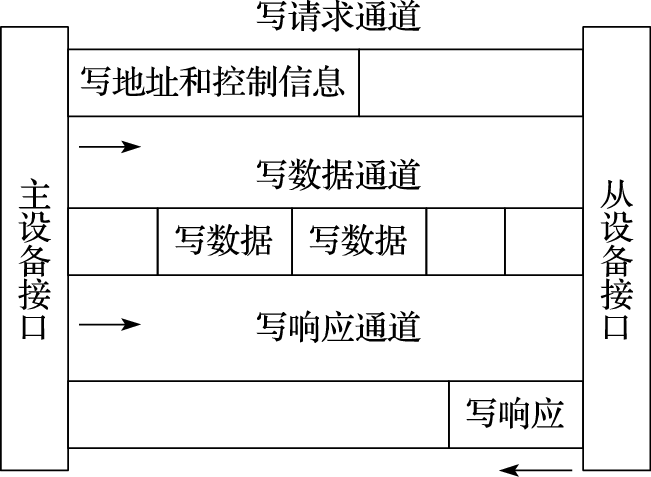 写请求通道
写地址和控制信息
写数据通道
主设备接口
从设备接口
写数据 写数据
写响应通道
写响应